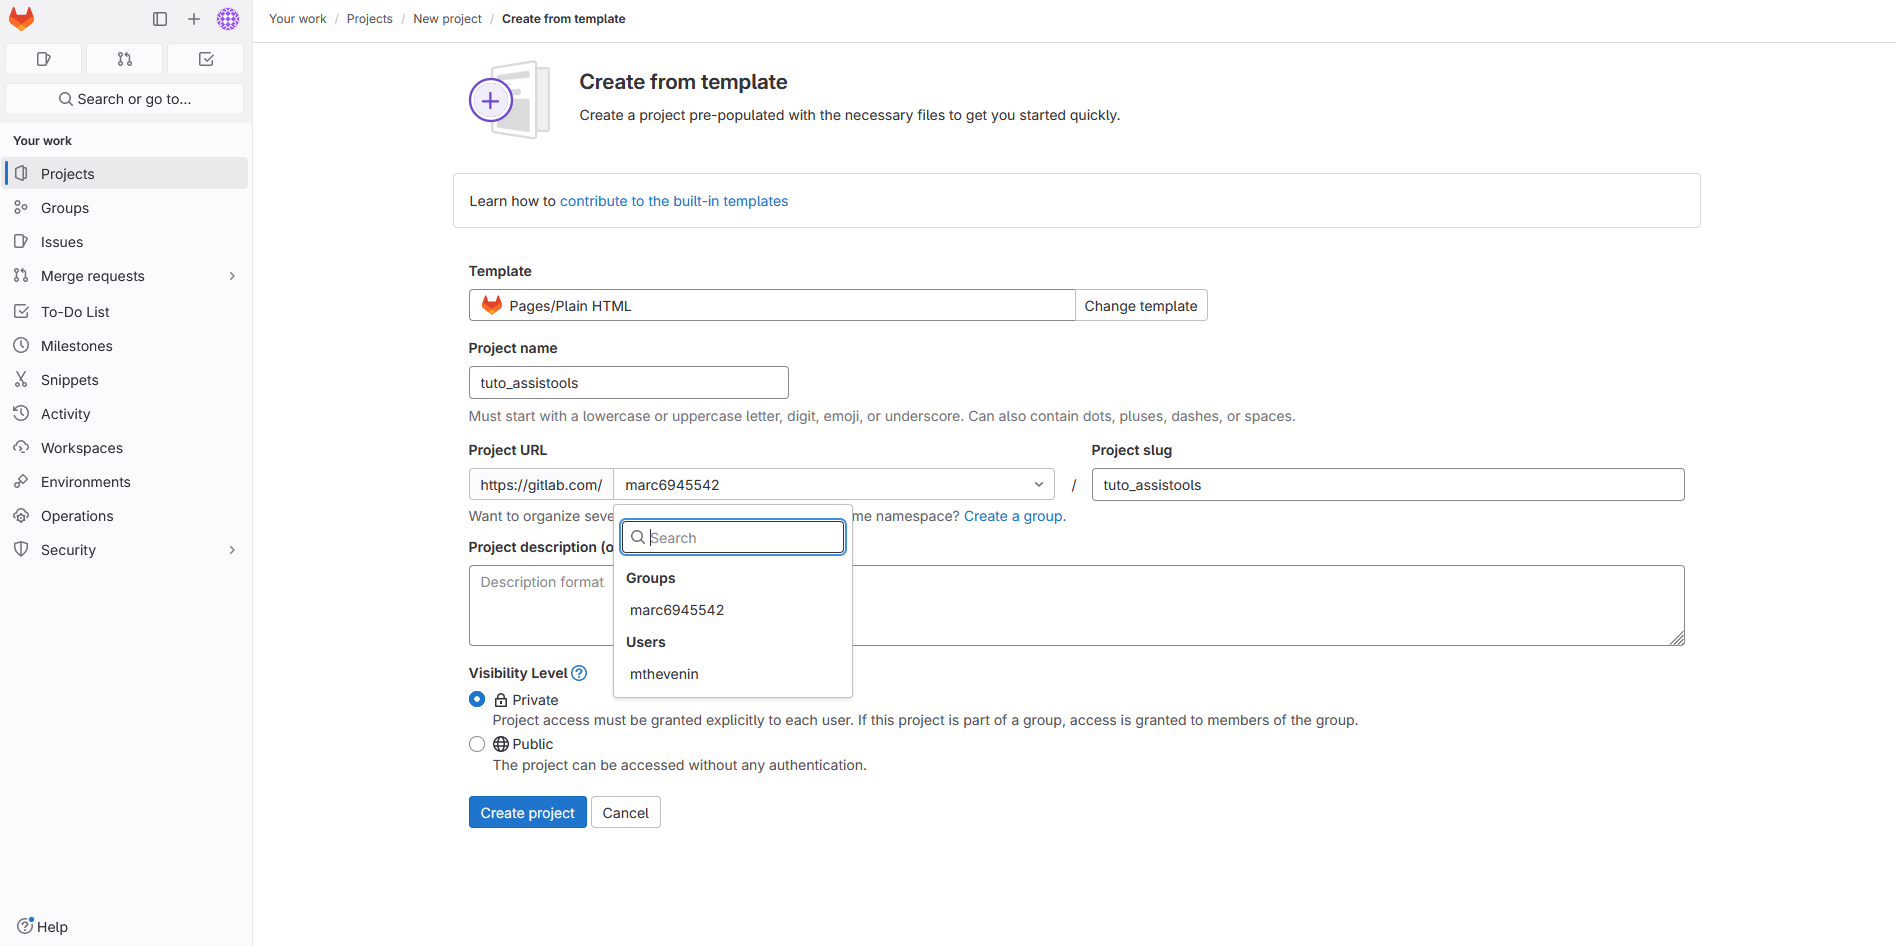 Your work / Projects / New project / Create from template
Search or go to...
Your work
Projects
Groups
Issues
Merge requests
To-Do List
Milestones
Snippets
Activity
Workspaces
Environments
Operations
Security
Help
Create from template
Create a project pre-populated with the necessary files to get you started quickly.
Learn how to contribute to the built-in templates
Template
Pages/Plain HTML
Change template
Project name
tuto_assistools
Must start with a lowercase or uppercase letter, digit, emoji, or underscore. Can also contain dots, pluses, dashes, or spaces.
Project URL
Project slug
https://gitlab.com/ marc6945542 / tuto_assistools
Want to organize seve me namespace? Create a group.
Search
Groups
marc6945542
Users
mthevenin
Project description (o
Description format
Visibility Level
Private
Project access must be granted explicitly to each user. If this project is part of a group, access is granted to members of the group.
Public
The project can be accessed without any authentication.
Create project
Cancel